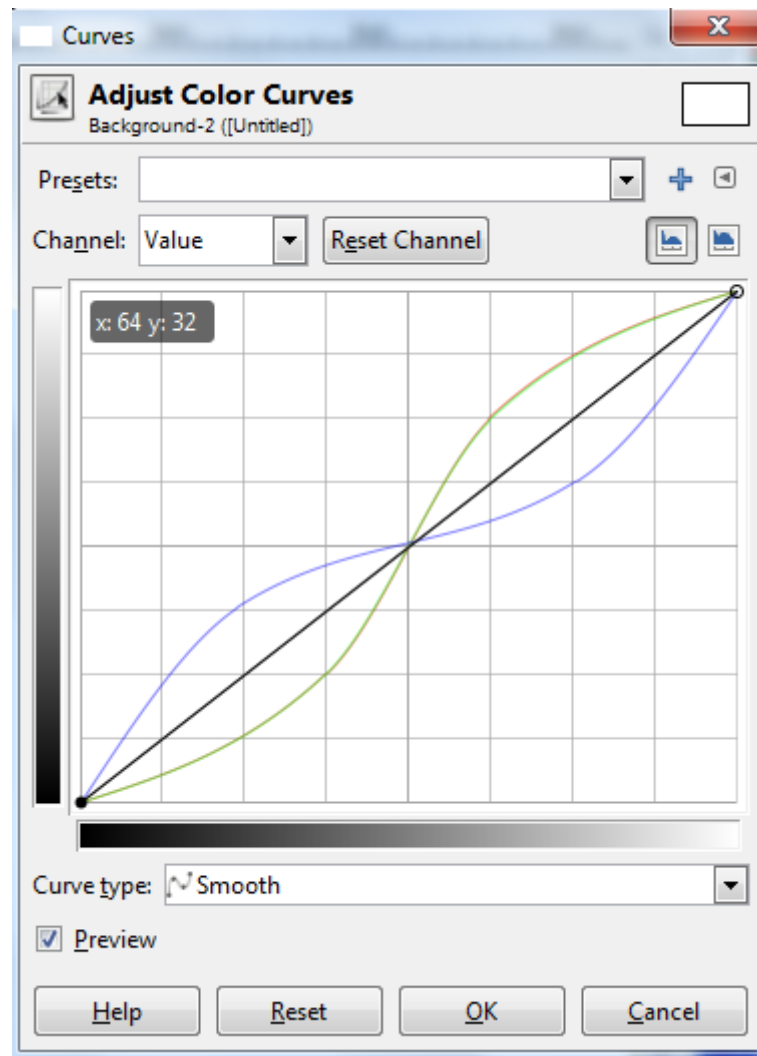 Curves
Adjust Color Curves
Background-2 ([Untitled])
Presets:
Channel: Value Reset Channel
x: 64 y: 32
Curve type: Smooth
Preview
Help Reset OK Cancel